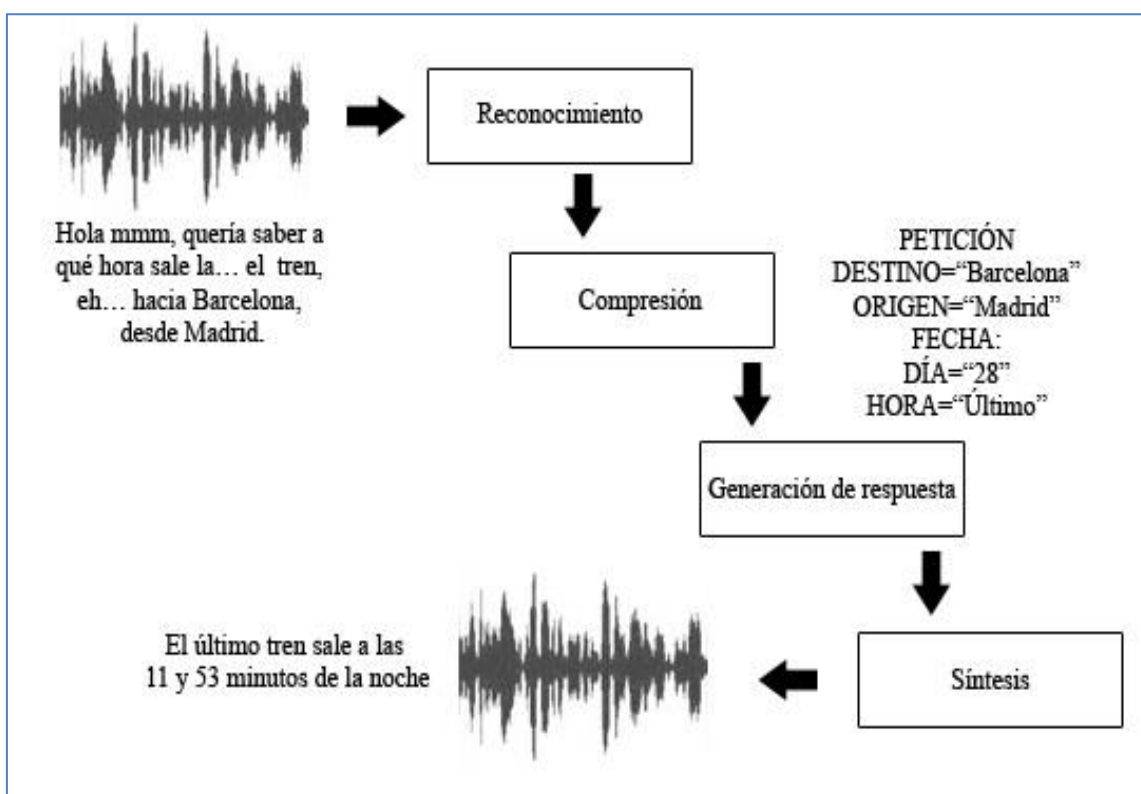 Reconocimiento
Hola mmm, quería saber a
qué hora sale la… el tren,
eh… hacia Barcelona,
desde Madrid.
Compresión
PETICIÓN
DESTINO=“Barcelona”
ORIGEN=“Madrid”
FECHA:
DÍA=“28”
HORA=“Último”
Generación de respuesta
El último tren sale a las
11 y 53 minutos de la noche
Síntesis